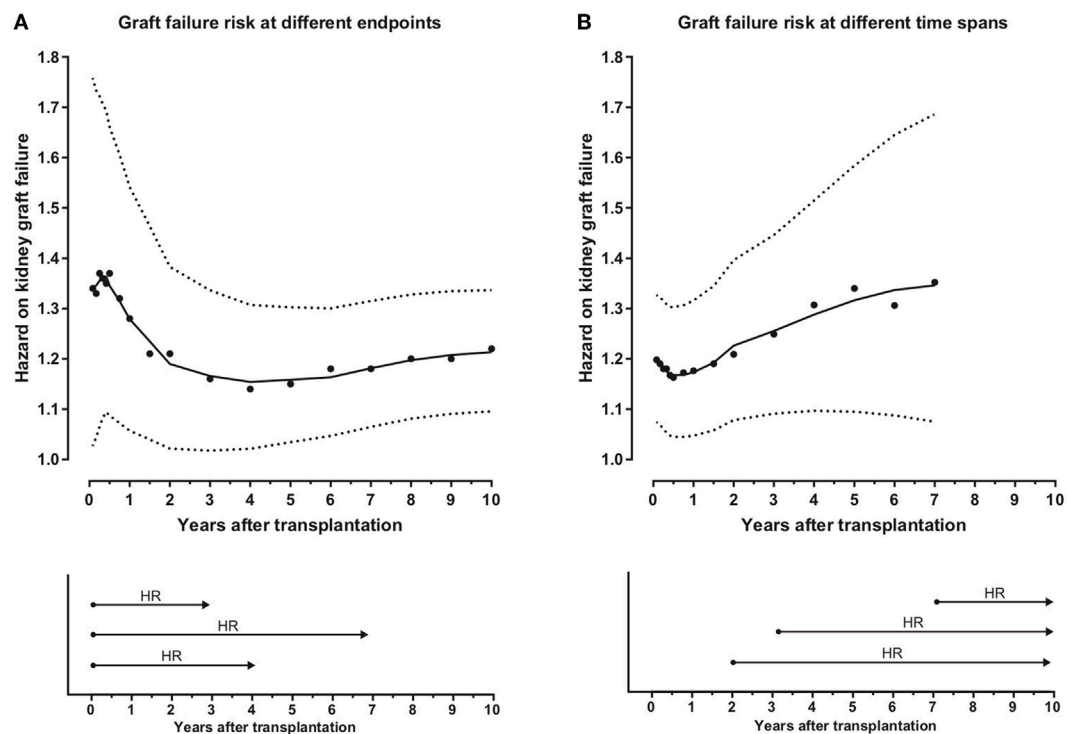 A
Graft failure risk at different endpoints
Hazard on kidney graft failure
1.8
1.7
1.6
1.5
1.4
1.3
1.2
1.1
1.0
0 1 2 3 4 5 6 7 8 9 10
Years after transplantation
HR
HR
HR
0 1 2 3 4 5 6 7 8 9 10
Years after transplantation
B
Graft failure risk at different time spans
Hazard on kidney graft failure
1.8
1.7
1.6
1.5
1.4
1.3
1.2
1.1
1.0
0 1 2 3 4 5 6 7 8 9 10
Years after transplantation
HR
HR
HR
0 1 2 3 4 5 6 7 8 9 10
Years after transplantation